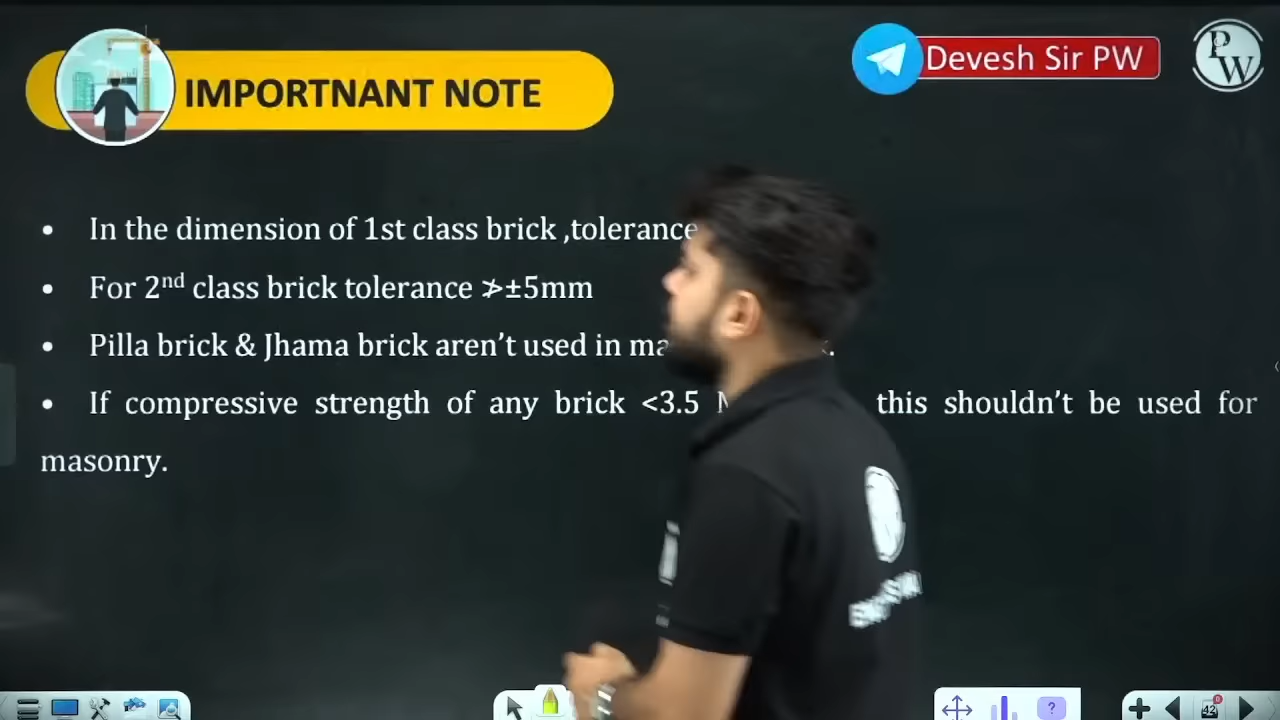 IMPORTNANT NOTE
Devesh Sir PW
PW
• In the dimension of 1st class brick ,tolerance
• For 2nd class brick tolerance ≯±5mm
• Pilla brick & Jhama brick aren’t used in
• If compressive strength of any brick <3.5 this shouldn’t be used for
masonry.
42